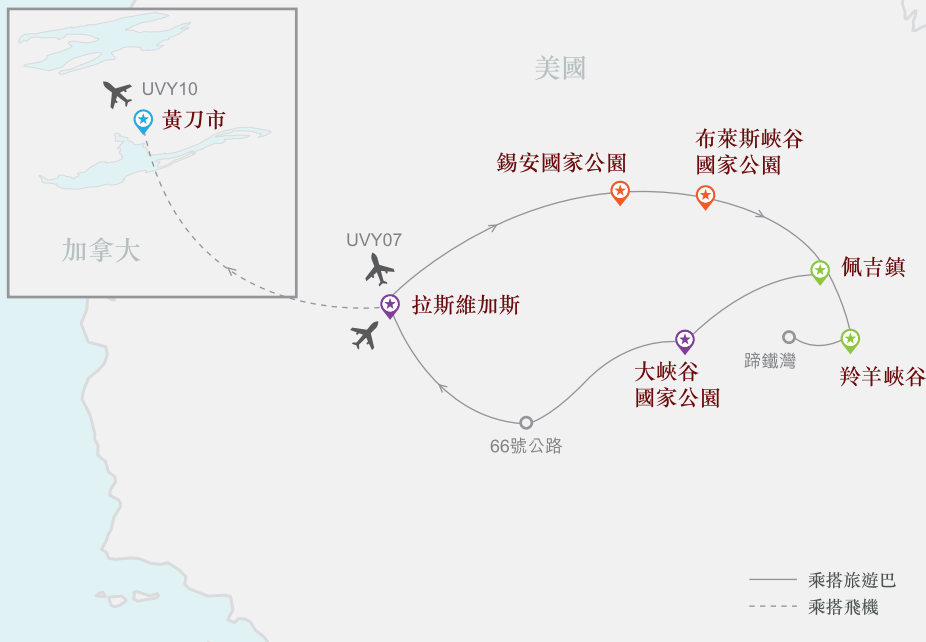 UVY10
黃刀市
加拿大
美國
錫安國家公園
布萊斯峽谷
國家公園
UVY07
佩吉鎮
拉斯維加斯
蹄鐵灣
大峽谷
國家公園
羚羊峽谷
66號公路
乘搭旅遊巴
乘搭飛機